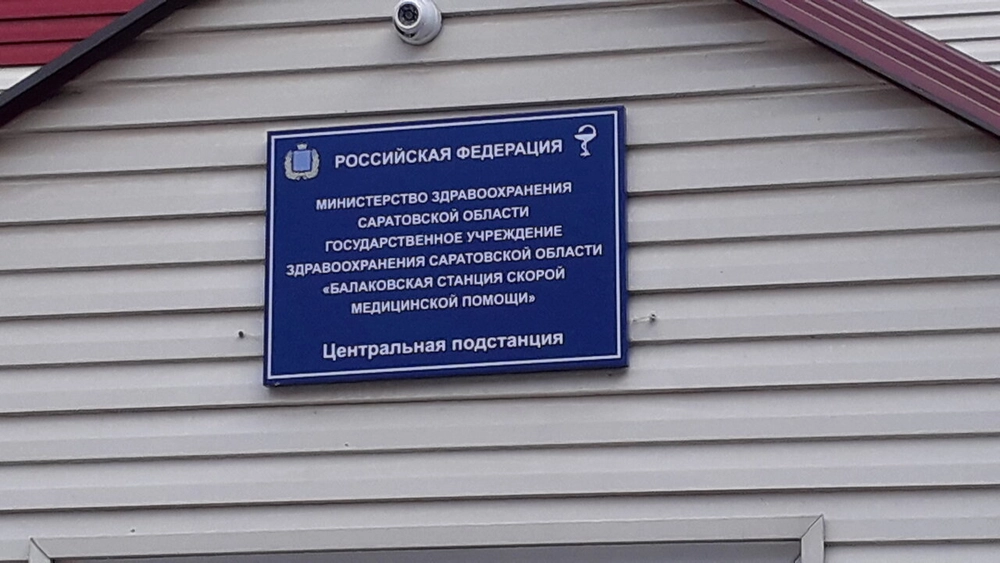 РОССИЙСКАЯ ФЕДЕРАЦИЯ
МИНИСТЕРСТВО ЗДРАВООХРАНЕНИЯ
САРАТОВСКОЙ ОБЛАСТИ
ГОСУДАРСТВЕННОЕ УЧРЕЖДЕНИЕ
ЗДРАВООХРАНЕНИЯ САРАТОВСКОЙ ОБЛАСТИ
«БАЛАКОВСКАЯ СТАНЦИЯ СКОРОЙ
МЕДИЦИНСКОЙ ПОМОЩИ»
Центральная подстанция